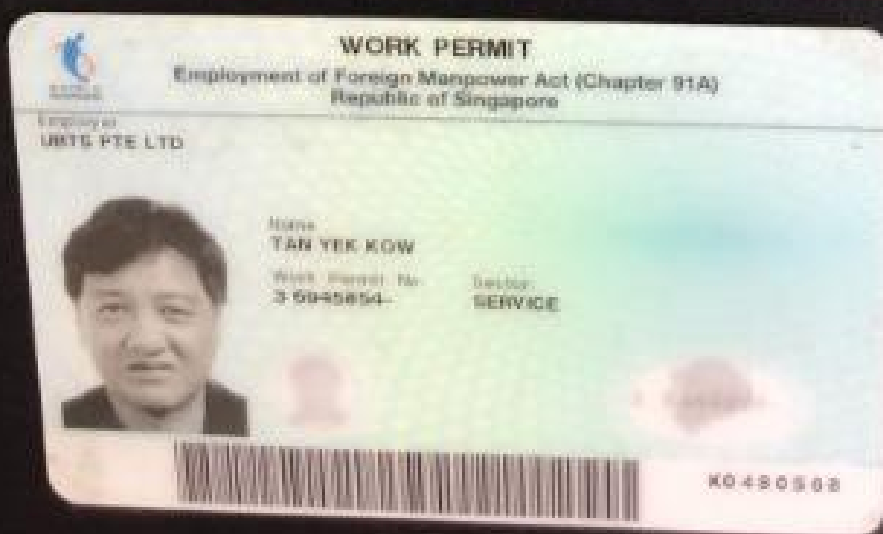 WORK PERMIT
Employment of Foreign Manpower Act (Chapter 91A)
Republic of Singapore
Employer
UBTS PTE LTD
Name
TAN YEK KOW
Work Permit No. Sector
SERVICE